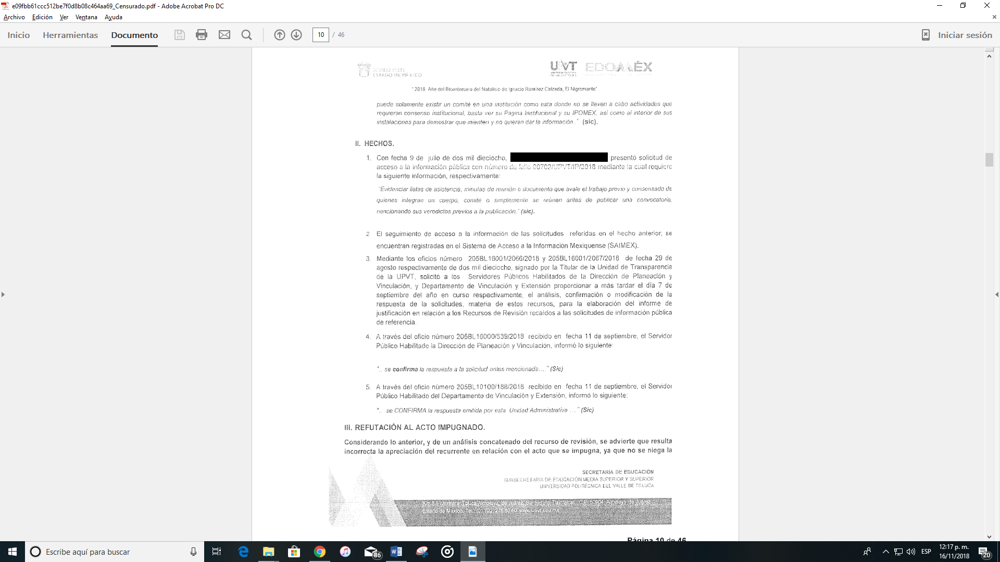 e09fbb61ccc512be7f0d8b08c464aa69_Censurado.pdf - Adobe Acrobat Pro DC
Archivo Edición Ver Ventana Ayuda
Inicio Herramientas Documento 10 / 46 Iniciar sesión
GOBIERNO DEL
ESTADO DE MÉXICO
UPVT EDOMÉX
"2018. Año del Bicentenario del Natalicio de Ignacio Ramírez Calzada, El Nigromante"
puede solamente existir un comité en una institución como esta donde no se lleven a cabo actividades que
requieran consenso institucional, basta ver su Pagina Institucional y su IPOMEX, así como al interior de sus
instalaciones para demostrar que mienten y no quieren dar la información.." (sic).
II. HECHOS.
1. Con fecha 9 de julio de dos mil dieciocho, presentó solicitud de
acceso a la información pública con número de folio 00702/UPVT/IP/2018 mediante la cual requiere
la siguiente información, respectivamente:
"Evidenciar listas de asistencia, minutas de reunión o documento que avale el trabajo previo y consensado de
quienes integran un cuerpo, comité o simplemente se reúnen antes de publicar una convocatoria,
nencionando sus veredictos previos a la publicación." (sic).
2. El seguimiento de acceso a la información de las solicitudes referidas en el hecho anterior, se
encuentran registradas en el Sistema de Acceso a la Información Mexiquense (SAIMEX).
3. Mediante los oficios número 205BL16001/2066/2018 y 205BL16001/2067/2018 de fecha 29 de
agosto respectivamente de dos mil dieciocho, signado por la Titular de la Unidad de Transparencia
de la UPVT, solicitó a los Servidores Públicos Habilitados de la Dirección de Planeación y
Vinculación, y Departamento de Vinculación y Extensión proporcionar a más tardar el día 7 de
septiembre del año en curso respectivamente, el análisis, confirmación o modificación de la
respuesta de la solicitudes, materia de estos recursos, para la elaboración del informe de
justificación en relación a los Recursos de Revisión recaídos a las solicitudes de información pública
de referencia.
4. A través del oficio número 205BL16000/539/2018 recibido en fecha 11 de septiembre, el Servidor
Público Habilitado la Dirección de Planeación y Vinculación, informó lo siguiente:
".. se confirma la respuesta a la solicitud antes mencionada...." (Sic)
5. A través del oficio número 205BL10100/188/2018 recibido en fecha 11 de septiembre, el Servidor
Público Habilitado del Departamento de Vinculación y Extensión, informó lo siguiente:
"... se CONFIRMA la respuesta emitida por esta Unidad Administrativa ...." (Sic)
III. REFUTACIÓN AL ACTO IMPUGNADO.
Considerando lo anterior, y de un análisis concatenado del recurso de revisión, se advierte que resulta
incorrecta la apreciación del recurrente en relación con el acto que se impugna, ya que no se niega la
SECRETARÍA DE EDUCACIÓN
SUBSECRETARÍA DE EDUCACIÓN MEDIA SUPERIOR Y SUPERIOR
UNIVERSIDAD POLITÉCNICA DEL VALLE DE TOLUCA
Estado de México. Tel.: (01 722) 276 60 60 www.upvt.edu.mx
Página 10 de 46
Escribe aquí para buscar
86
ESP
12:17 p. m.
16/11/2018
20